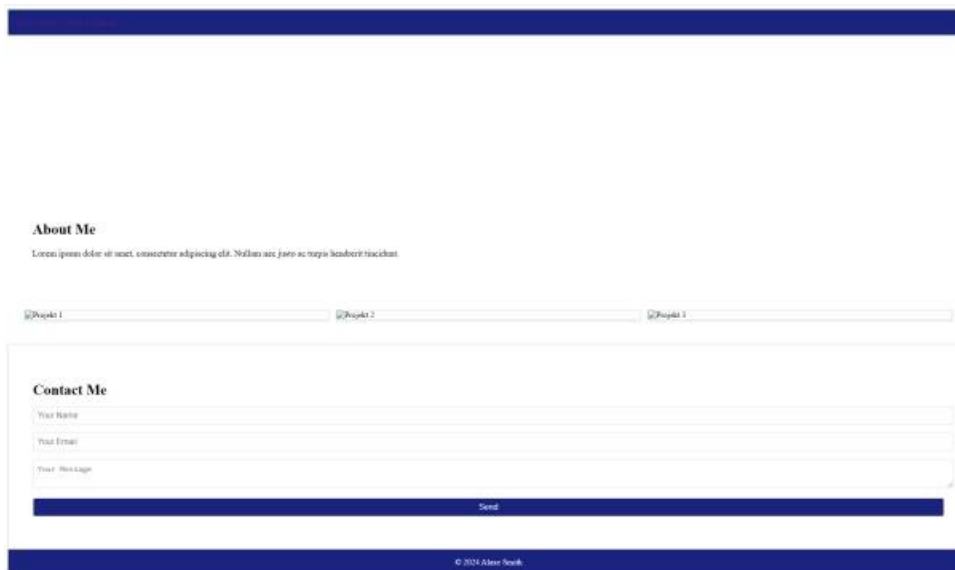 About Me
Lorem ipsum dolor sit amet, consectetur adipiscing elit. Nullam nec justo ac turpis hendrerit tincidunt.
Projekt 1
Projekt 2
Projekt 3
Contact Me
Your Name
Your Email
Your Message
Send
© 2024 Smith